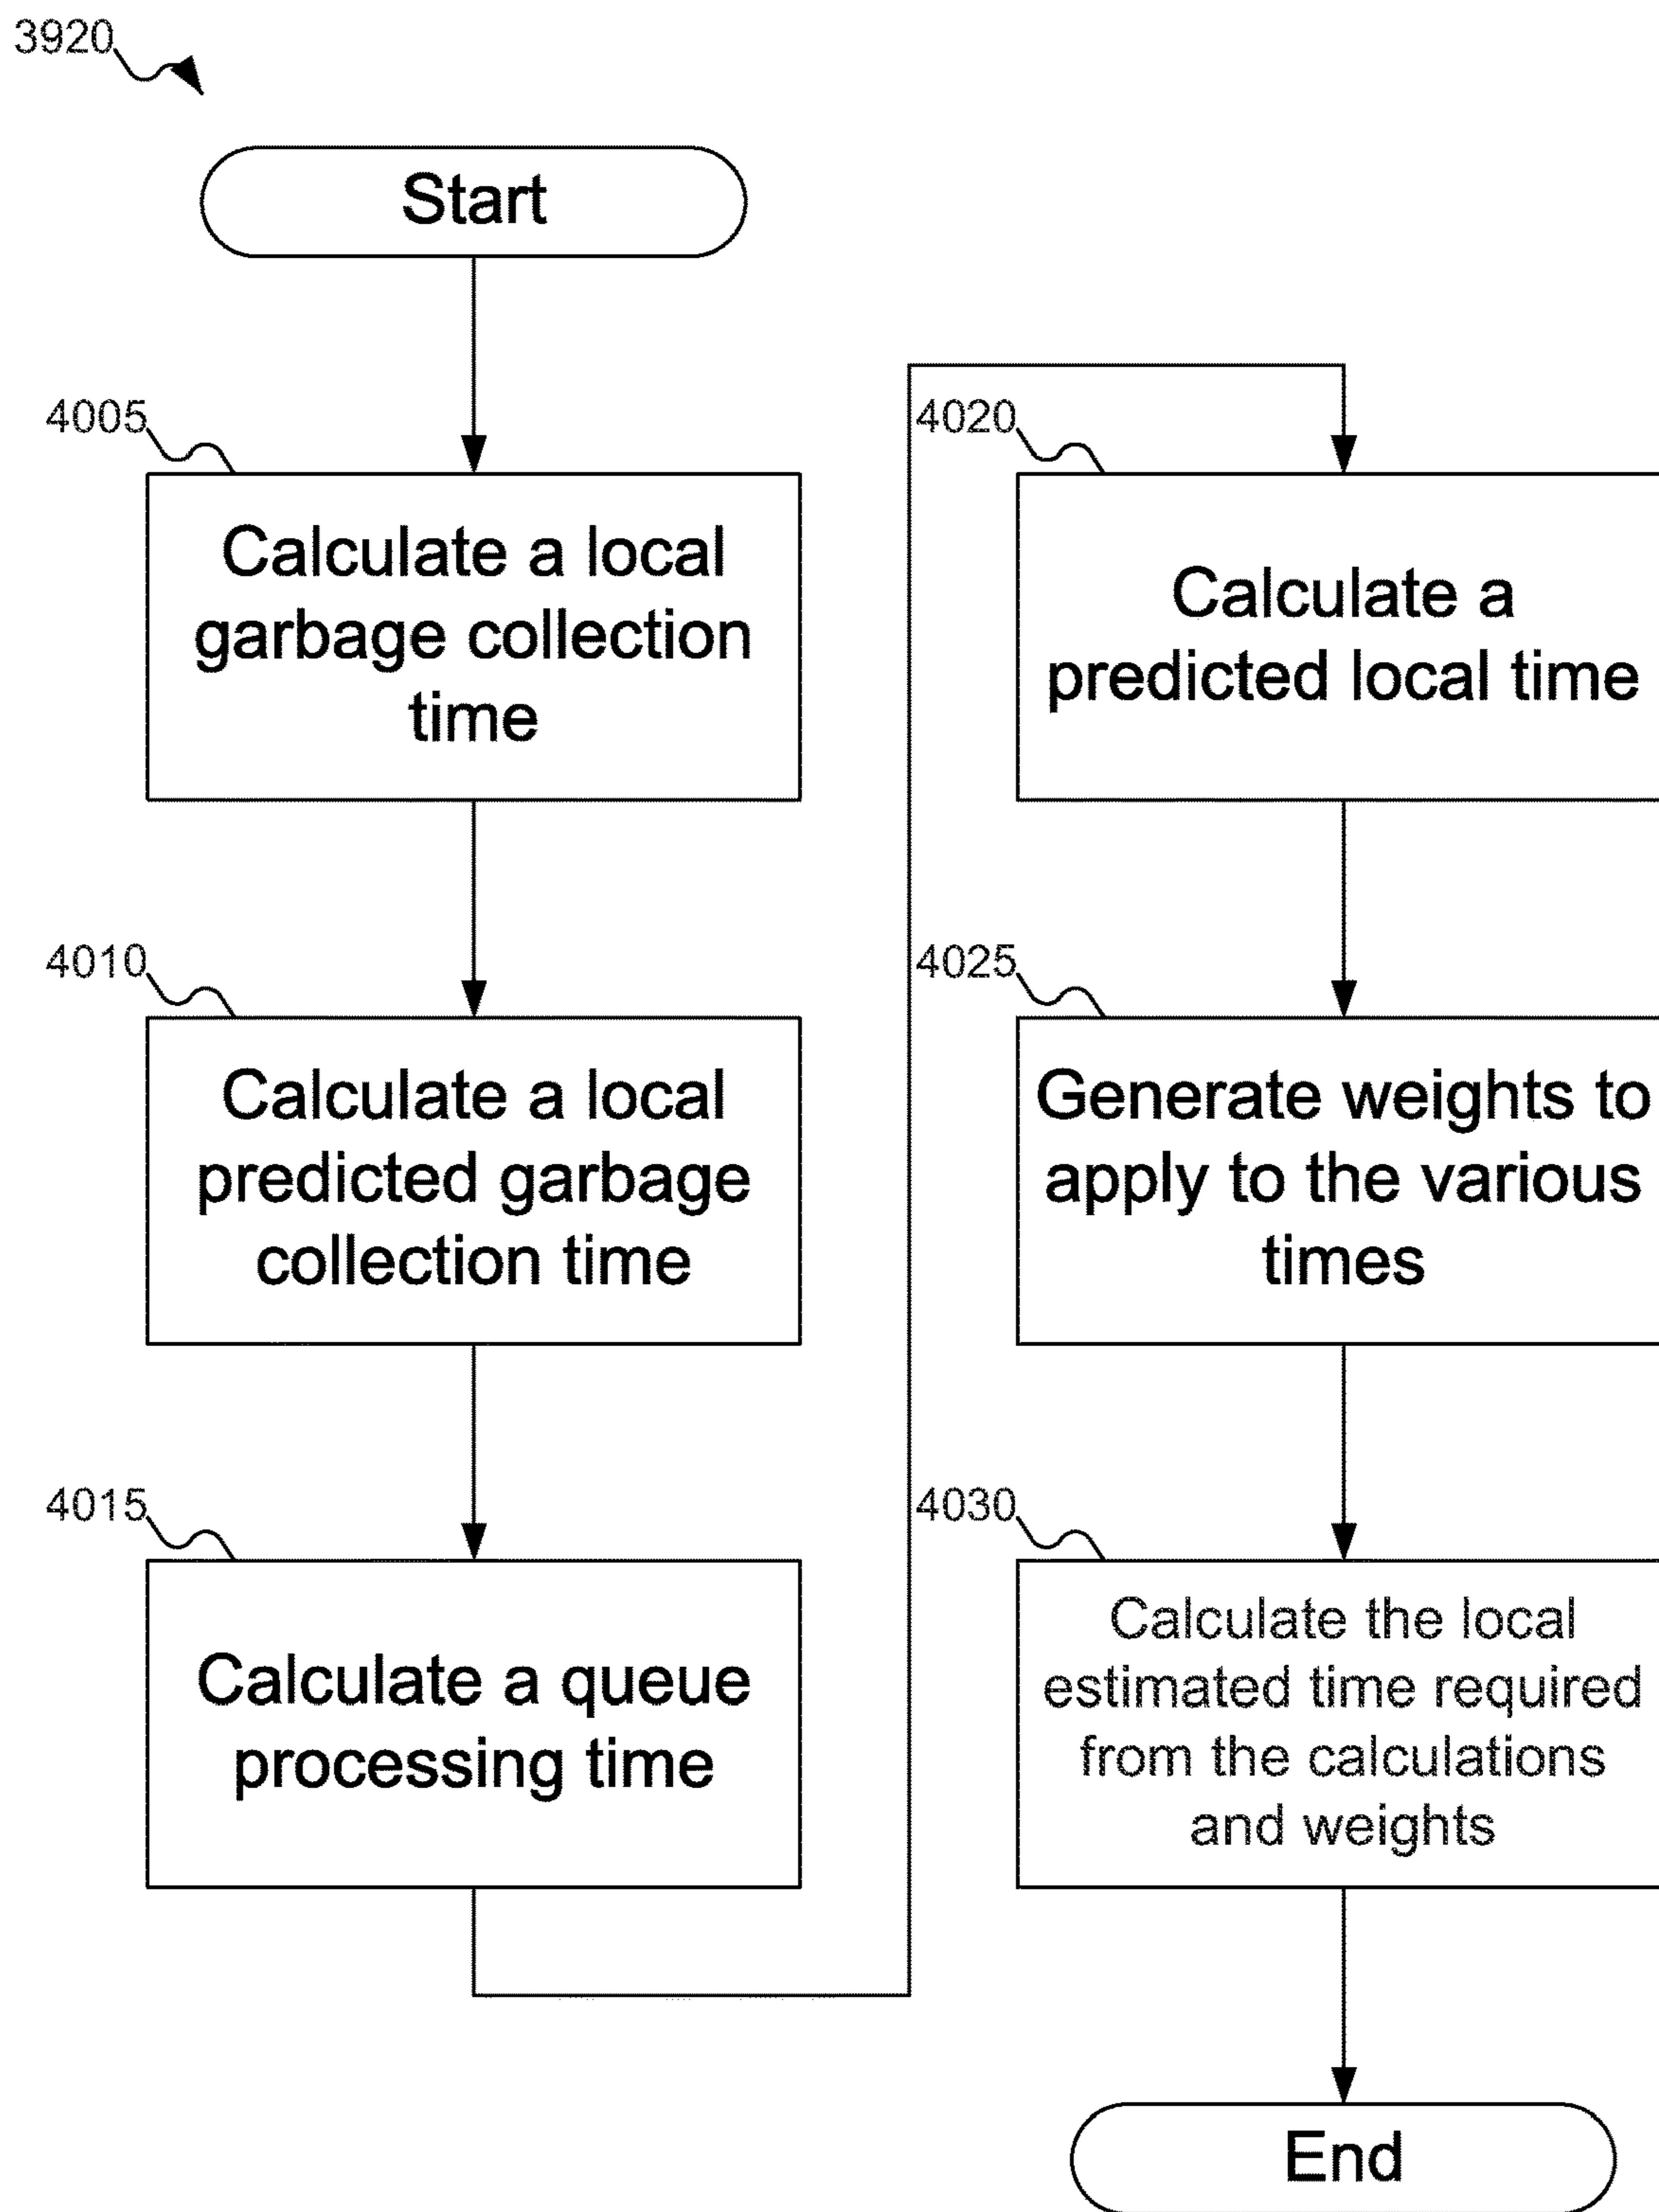 3920
Start
4005
Calculate a local
garbage collection
time
4010
Calculate a local
predicted garbage
collection time
4015
Calculate a queue
processing time
4020
Calculate a
predicted local time
4025
Generate weights to
apply to the various
times
4030
Calculate the local
estimated time required
from the calculations
and weights
End